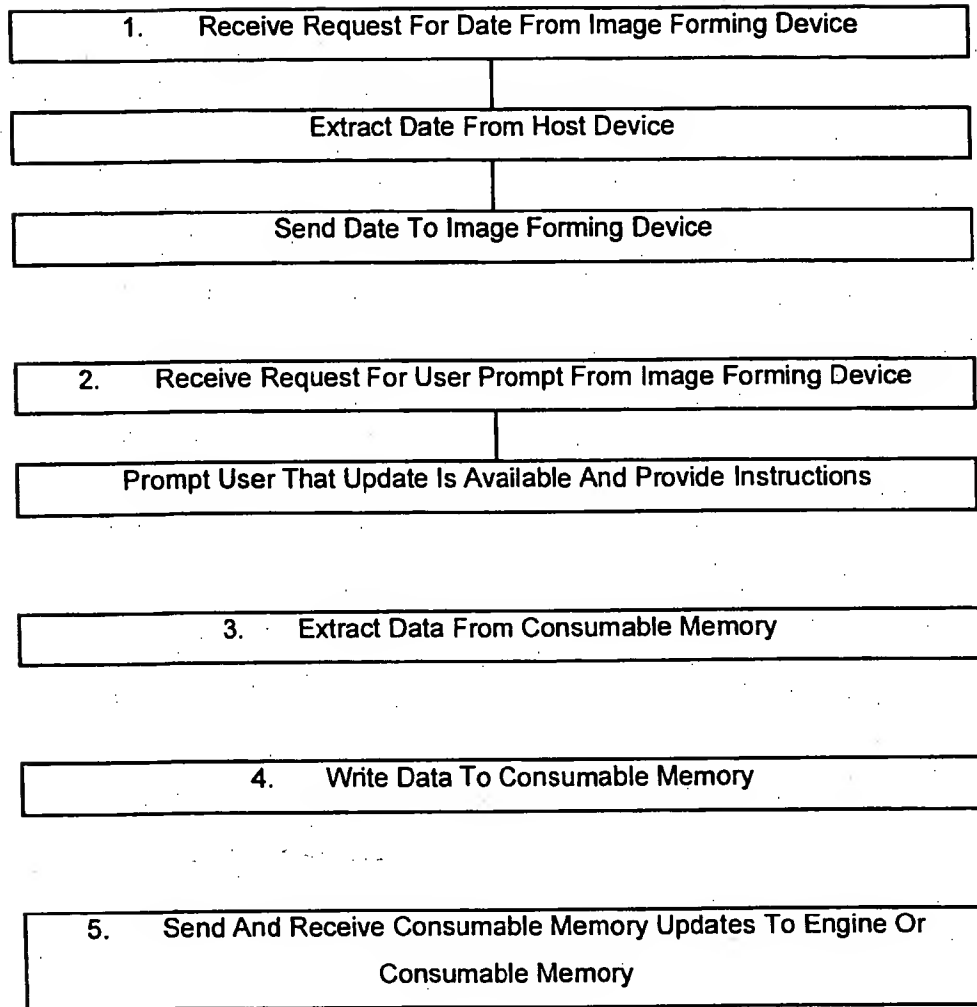 1. Receive Request For Date From Image Forming Device
Extract Date From Host Device
Send Date To Image Forming Device
2. Receive Request For User Prompt From Image Forming Device
Prompt User That Update Is Available And Provide Instructions
3. Extract Data From Consumable Memory
4. Write Data To Consumable Memory
5. Send And Receive Consumable Memory Updates To Engine Or
Consumable Memory